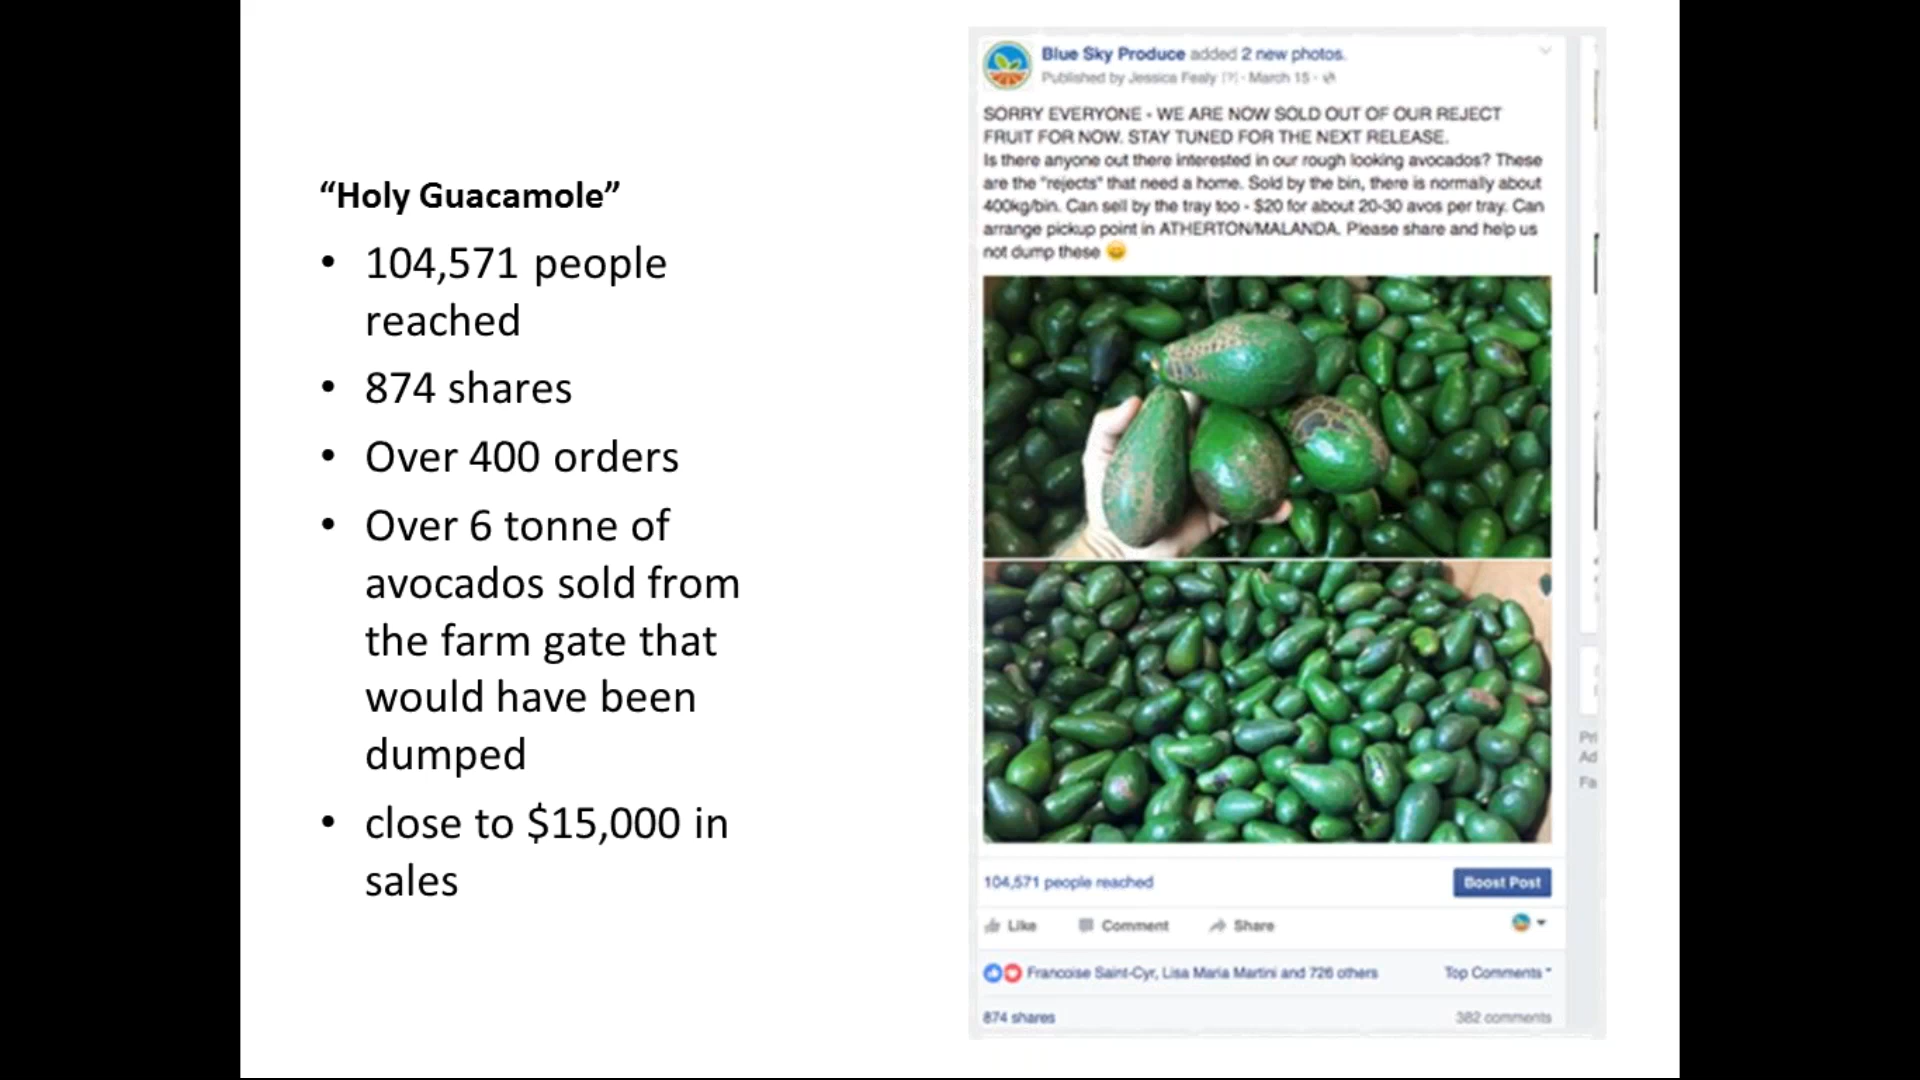 “Holy Guacamole”
• 104,571 people
reached
• 874 shares
• Over 400 orders
• Over 6 tonne of
avocados sold from
the farm gate that
would have been
dumped
• close to $15,000 in
sales
Blue Sky Produce added 2 new photos.
Published by Jessica Fealy [?] · March 15 ·
SORRY EVERYONE - WE ARE NOW SOLD OUT OF OUR REJECT
FRUIT FOR NOW. STAY TUNED FOR THE NEXT RELEASE.
Is there anyone out there interested in our rough looking avocados? These
are the "rejects" that need a home. Sold by the bin, there is normally about
400kg/bin. Can sell by the tray too - $20 for about 20-30 avos per tray. Can
arrange pickup point in ATHERTON/MALANDA. Please share and help us
not dump these 😀
104,571 people reached
Boost Post
Like Comment Share
Francoise Saint-Cyr, Lisa Maria Martini and 726 others
Top Comments
874 shares
382 comments
Pri
Ad
Fa